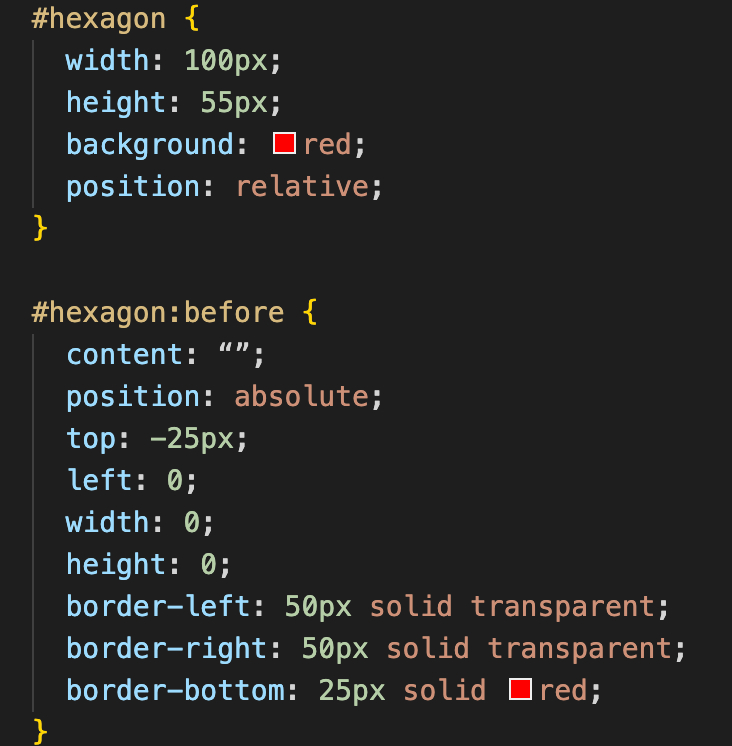 #hexagon {
width: 100px;
height: 55px;
background: red;
position: relative;
}
#hexagon:before {
content: “”;
position: absolute;
top: -25px;
left: 0;
width: 0;
height: 0;
border-left: 50px solid transparent;
border-right: 50px solid transparent;
border-bottom: 25px solid red;
}